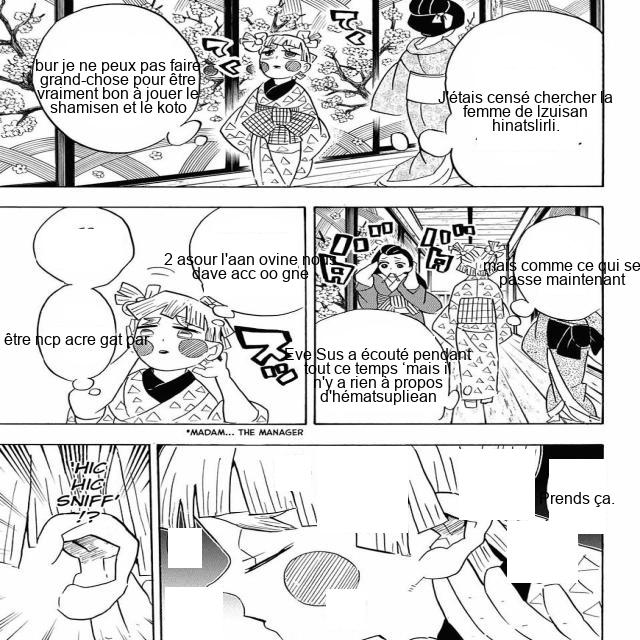 J'étais censé chercher la
femme de Izuisan
hinatslirli.
bur je ne peux pas faire
grand-chose pour être
vraiment bon à jouer le
shamisen et le koto
mais comme ce qui se
passe maintenant
Eve Sus a écouté pendant
tout ce temps 'mais il
n'y a rien à propos
d'hématsupliean
2 asour l'aan ovine nous
dave acc oo gne
être ncp acre gat par
*MADAM... THE MANAGER
Prends ça.
'HIC
HIC
SNIFF'
!?